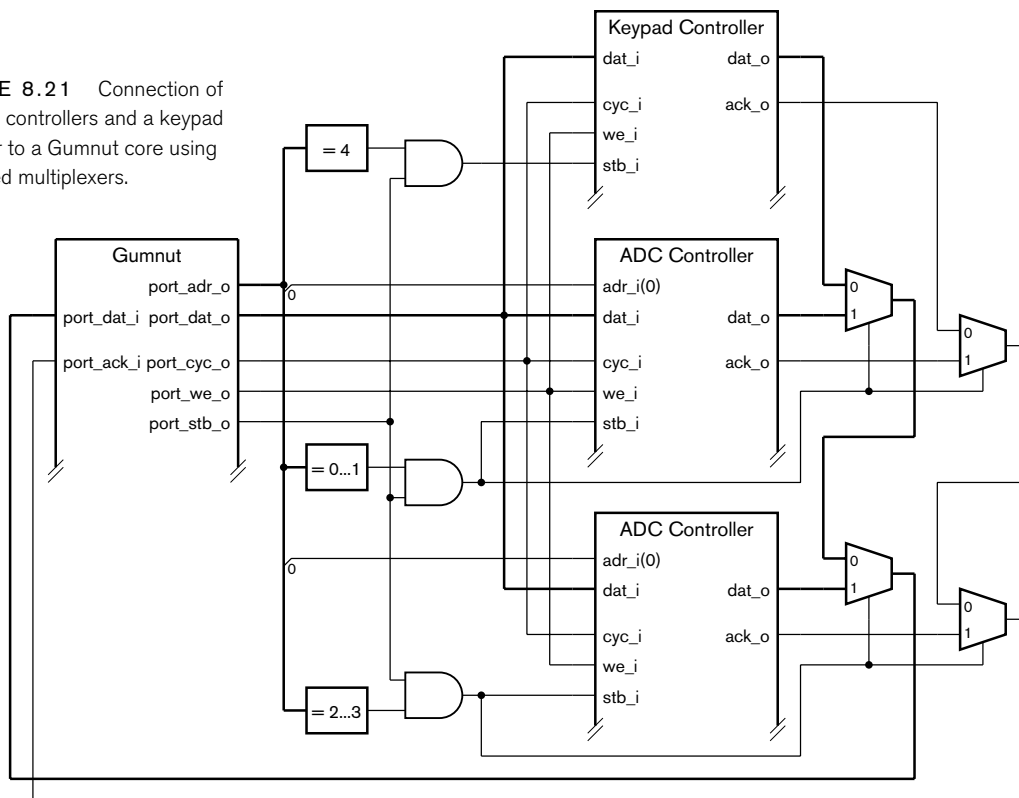 Keypad Controller
dat_i dat_o
cyc_i ack_o
we_i
stb_i
E 8.21 Connection of
controllers and a keypad
to a Gumnut core using
multiplexers.
= 4
Gumnut
port_adr_o
port_dat_i port_dat_o
port_ack_i port_cyc_o
port_we_o
port_stb_o
0
ADC Controller
adr_i(0)
dat_i dat_o
cyc_i ack_o
we_i
stb_i
0
1
0
1
= 0...1
ADC Controller
adr_i(0)
0
dat_i dat_o
cyc_i ack_o
we_i
stb_i
0
1
0
1
= 2...3